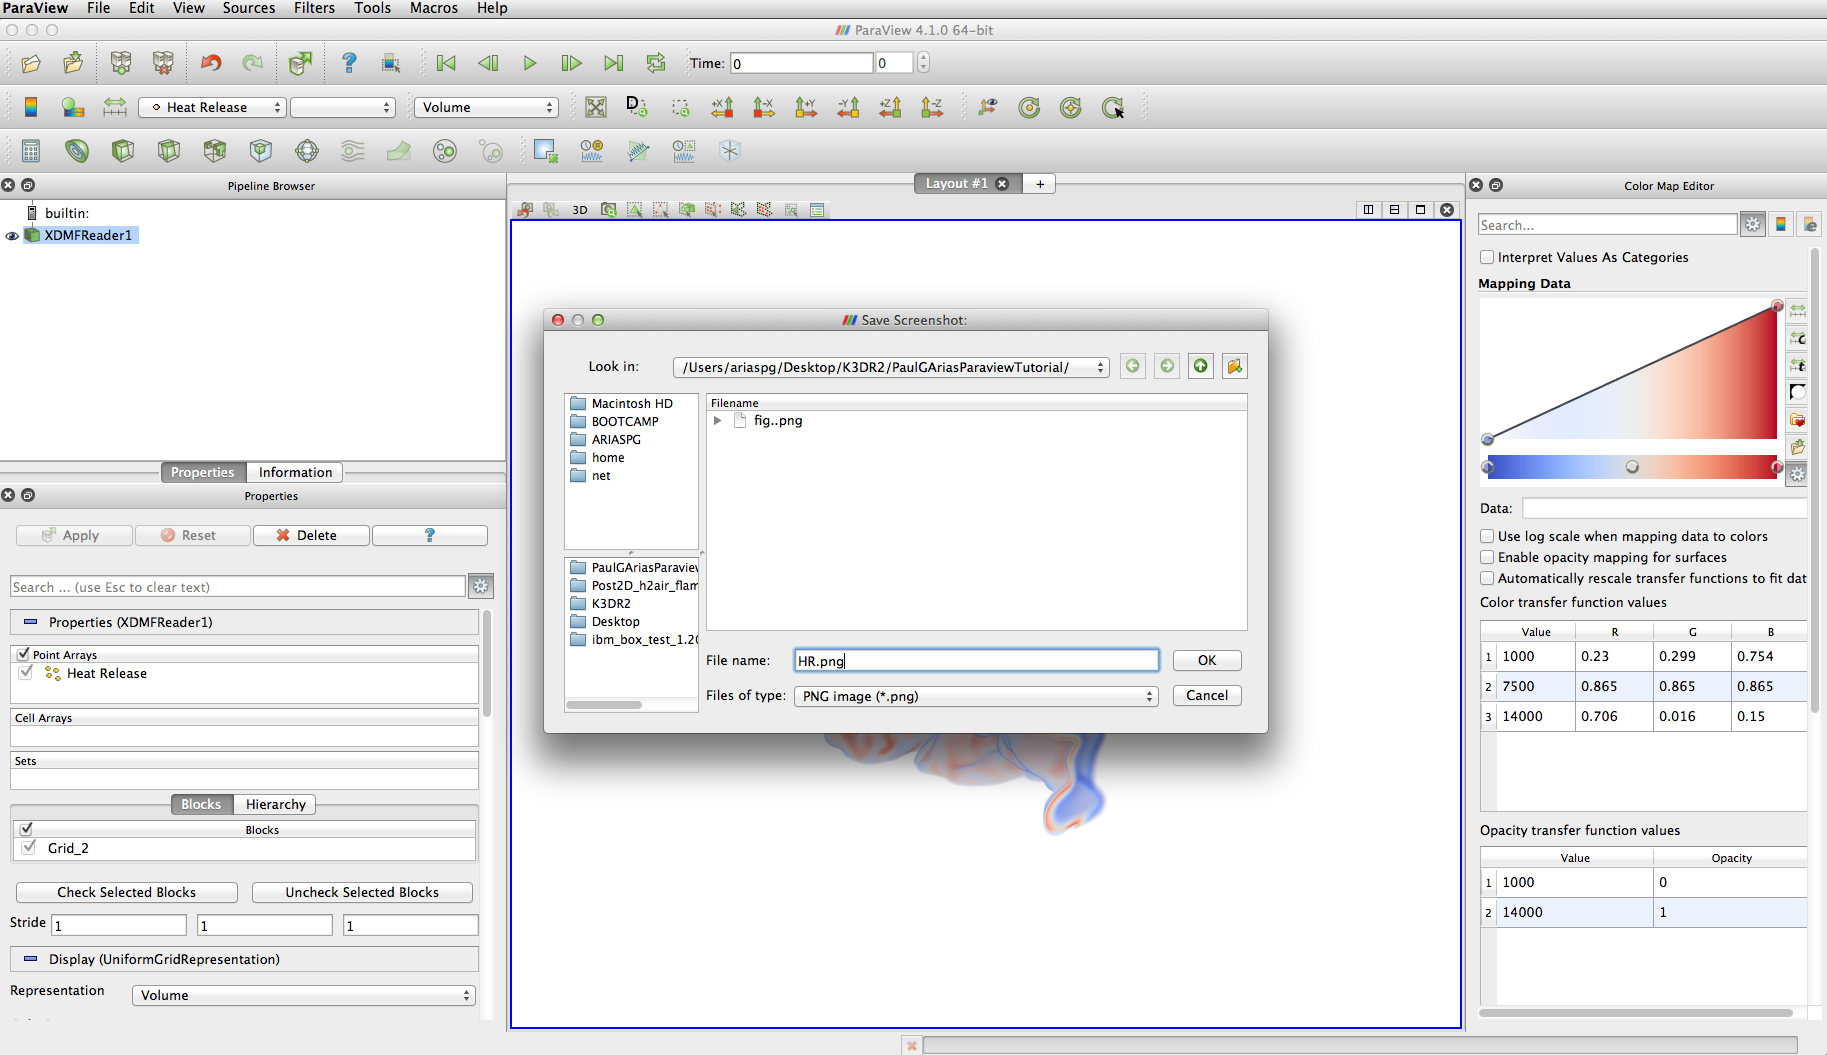 ParaView File Edit View Sources Filters Tools Macros Help
ParaView 4.1.0 64-bit
Time: 0 0
Heat Release Volume
D +X -X +Y -Y +Z -Z
Pipeline Browser
builtin:
XDMFReader1
Properties Information
Properties
Apply Reset Delete ?
Search ... (use Esc to clear text)
Properties (XDMFReader1)
Point Arrays
Heat Release
Cell Arrays
Sets
Blocks Hierarchy
Blocks
Grid_2
Check Selected Blocks Uncheck Selected Blocks
Stride 1 1 1
Display (UniformGridRepresentation)
Representation Volume
Layout #1 +
3D
Save Screenshot:
Look in: /Users/ariaspg/Desktop/K3DR2/PaulGAriasParaviewTutorial/
Macintosh HD
BOOTCAMP
ARIASPG
home
net
PaulGAriasParaview
Post2D_h2air_flam
K3DR2
Desktop
ibm_box_test_1.20
Filename
fig..png
File name: HR.png OK
Files of type: PNG image (*.png) Cancel
Color Map Editor
Search...
Interpret Values As Categories
Mapping Data
Data:
Use log scale when mapping data to colors
Enable opacity mapping for surfaces
Automatically rescale transfer functions to fit dat
Color transfer function values
Value R G B
1 1000 0.23 0.299 0.754
2 7500 0.865 0.865 0.865
3 14000 0.706 0.016 0.15
Opacity transfer function values
Value Opacity
1 1000 0
2 14000 1